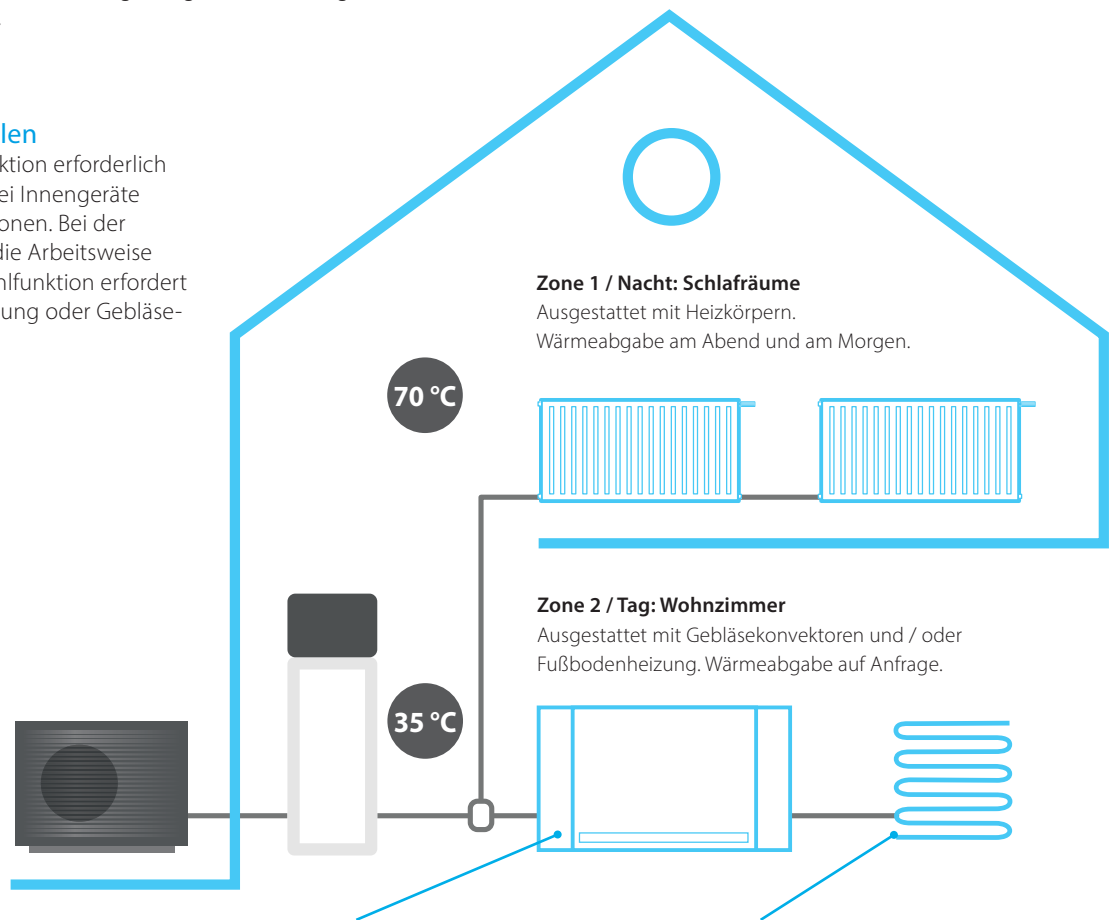 len
ktion erforderlich
ei Innengeräte
onen. Bei der
die Arbeitsweise
hlfunktion erfordert
ung oder Gebläse-
Zone 1 / Nacht: Schlafräume
Ausgestattet mit Heizkörpern.
Wärmeabgabe am Abend und am Morgen.
70 °C
Zone 2 / Tag: Wohnzimmer
Ausgestattet mit Gebläsekonvektoren und / oder
Fußbodenheizung. Wärmeabgabe auf Anfrage.
35 °C